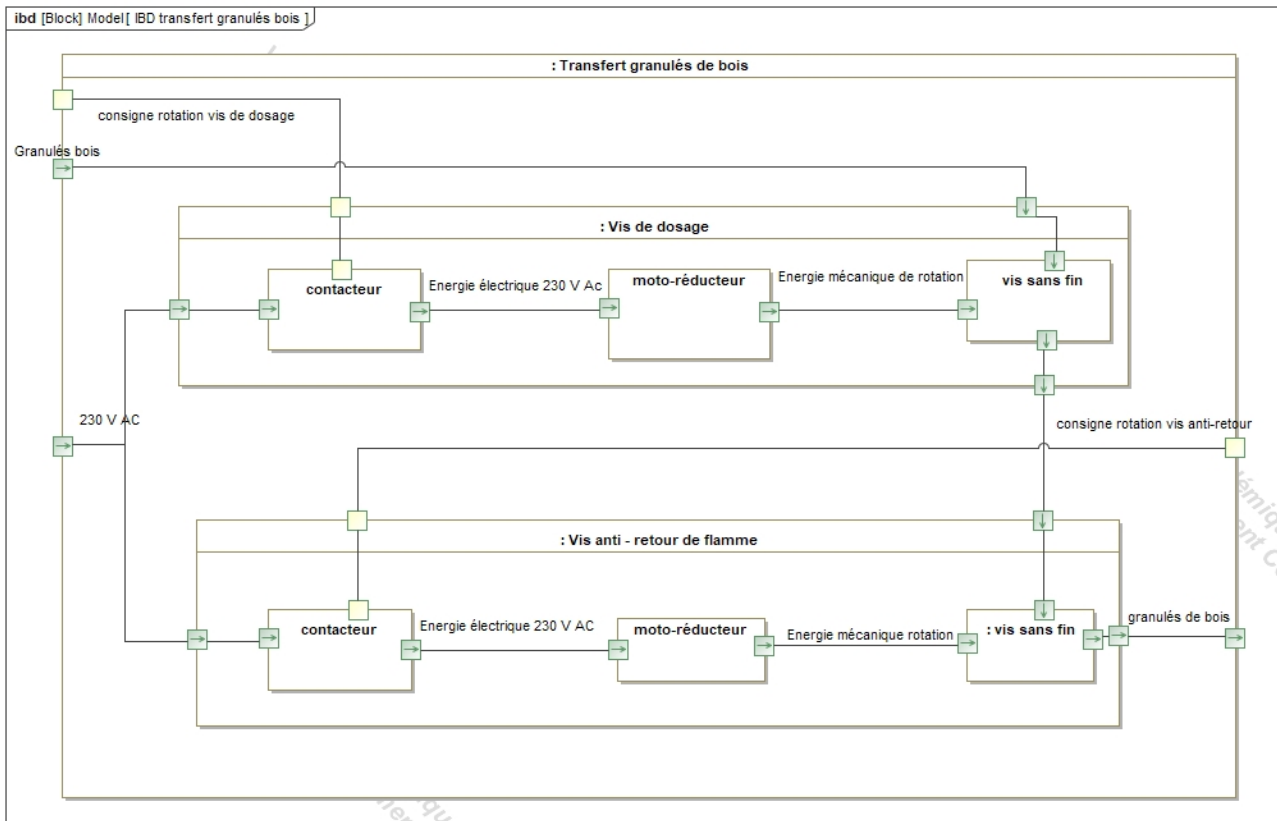 ibd [Block] Model[ IBD transfert granulés bois ]
: Transfert granulés de bois
consigne rotation vis de dosage
Granulés bois
: Vis de dosage
contacteur
Energie électrique 230 V Ac
moto-réducteur
Energie mécanique de rotation
vis sans fin
230 V AC
consigne rotation vis anti-retour
: Vis anti - retour de flamme
contacteur
Energie électrique 230 V AC
moto-réducteur
Energie mécanique rotation
: vis sans fin
granulés de bois